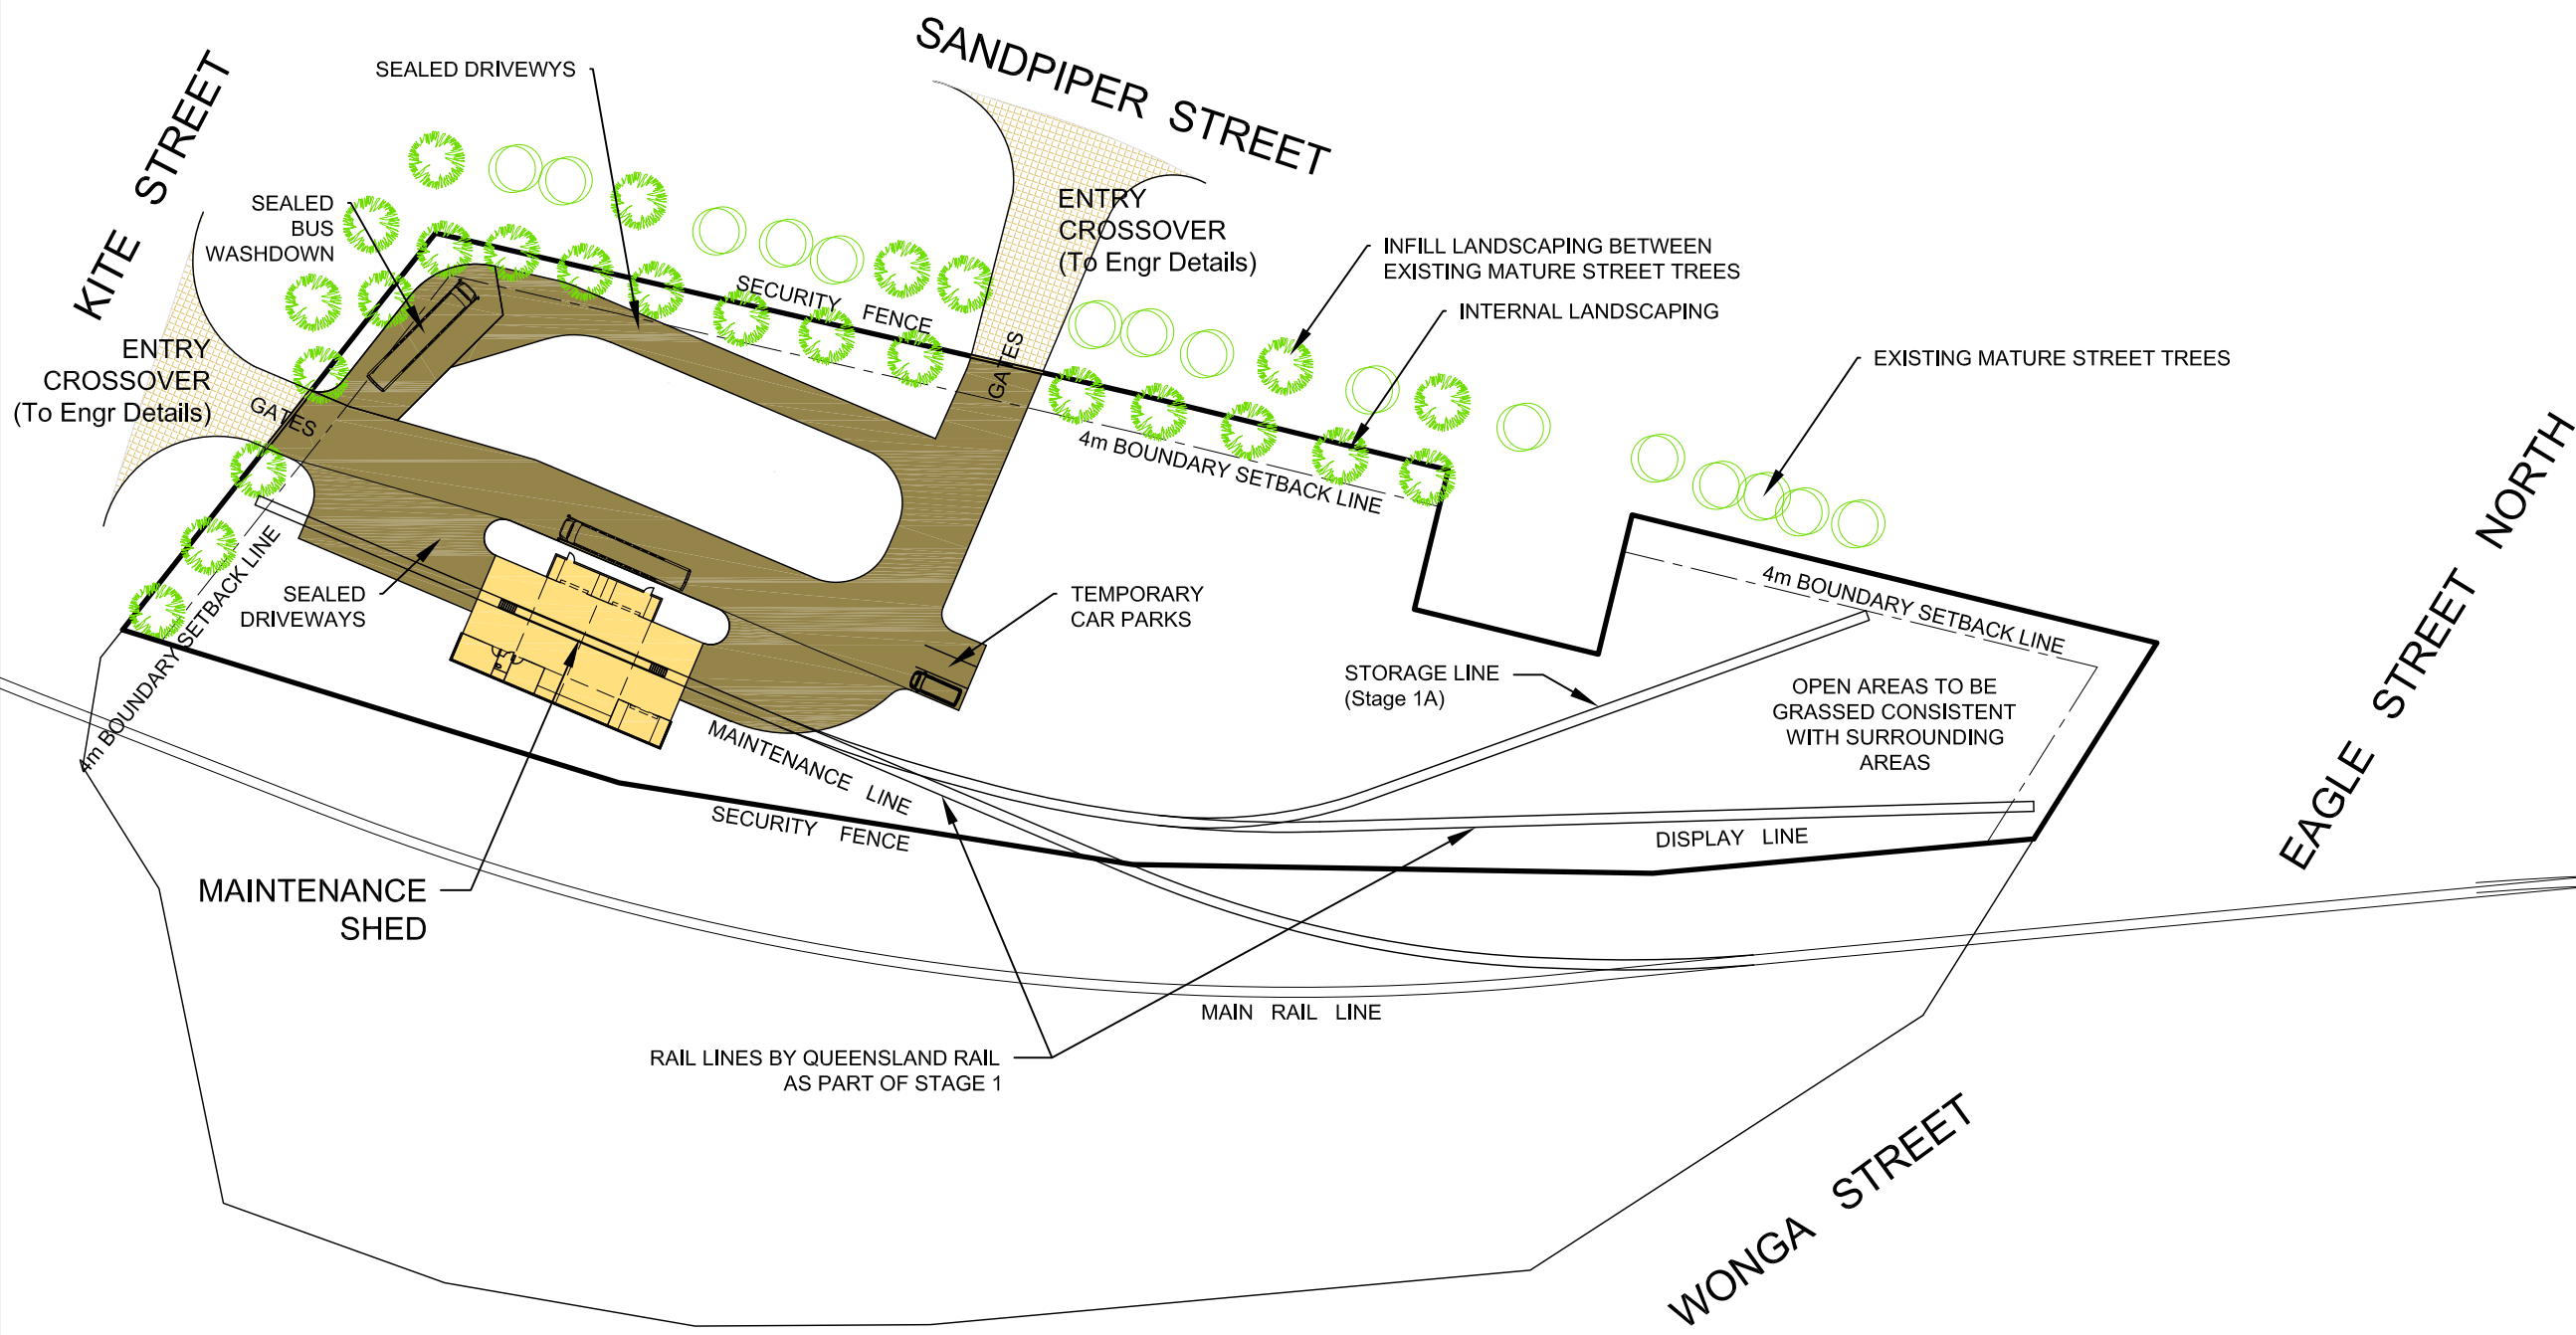 SANDPIPER STREET
KITE STREET
SEALED DRIVEWYS
SEALED
BUS
WASHDOWN
ENTRY
CROSSOVER
(To Engr Details)
INFILL LANDSCAPING BETWEEN
EXISTING MATURE STREET TREES
INTERNAL LANDSCAPING
SECURITY FENCE
ENTRY
CROSSOVER
(To Engr Details)
GATES
GATES
EXISTING MATURE STREET TREES
4m BOUNDARY SETBACK LINE
EAGLE STREET NORTH
4m BOUNDARY SETBACK LINE
SEALED
DRIVEWAYS
TEMPORARY
CAR PARKS
4m BOUNDARY SETBACK LINE
STORAGE LINE
(Stage 1A)
OPEN AREAS TO BE
GRASSED CONSISTENT
WITH SURROUNDING
AREAS
MAINTENANCE LINE
SECURITY FENCE
DISPLAY LINE
MAINTENANCE
SHED
MAIN RAIL LINE
RAIL LINES BY QUEENSLAND RAIL
AS PART OF STAGE 1
WONGA STREET